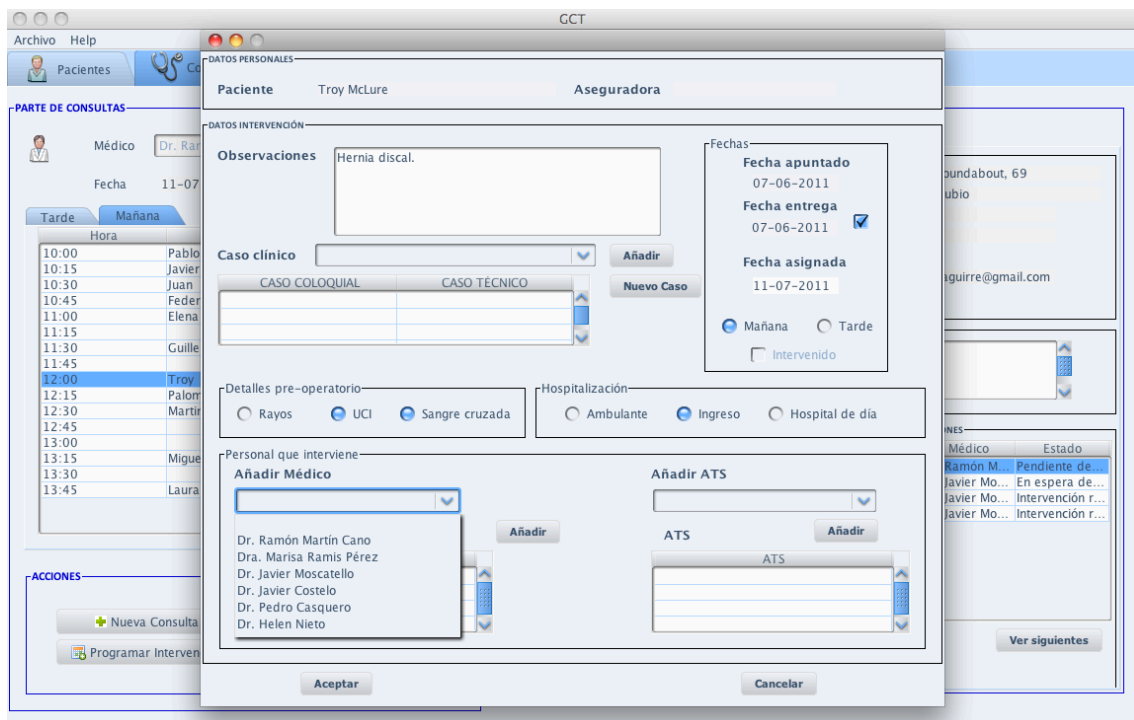 GCT
Archivo Help
Pacientes
PARTE DE CONSULTAS
Médico Dr. Ra
Fecha 11-07
Tarde Mañana
Hora
10:00 Pablo
10:15 Javier
10:30 Juan
10:45 Feder
11:00 Elena
11:15
11:30 Guille
11:45
12:00 Troy
12:15 Palom
12:30 Martin
12:45
13:00
13:15 Migue
13:30
13:45 Laura
ACCIONES
Nueva Consulta
Programar Interven
DATOS PERSONALES
Paciente Troy McLure Aseguradora
DATOS INTERVENCIÓN
Observaciones Hernia discal.
Fechas
Fecha apuntado
07-06-2011
Fecha entrega
07-06-2011
Fecha asignada
11-07-2011
Mañana Tarde
Intervenido
Caso clínico Añadir
CASO COLOQUIAL CASO TÉCNICO
Nuevo Caso
Detalles pre-operatorio
Rayos UCI Sangre cruzada
Hospitalización
Ambulante Ingreso Hospital de día
Personal que interviene
Añadir Médico
Dr. Ramón Martín Cano
Dra. Marisa Ramis Pérez
Dr. Javier Moscatello
Dr. Javier Costelo
Dr. Pedro Casquero
Dr. Helen Nieto
Añadir
Añadir ATS
ATS Añadir
ATS
Aceptar Cancelar
oundabout, 69
ubio
aguirre@gmail.com
NES
Médico Estado
Ramón M... Pendiente de...
Javier Mo... En espera de...
Javier Mo... Intervención r...
Javier Mo... Intervención r...
Ver siguientes